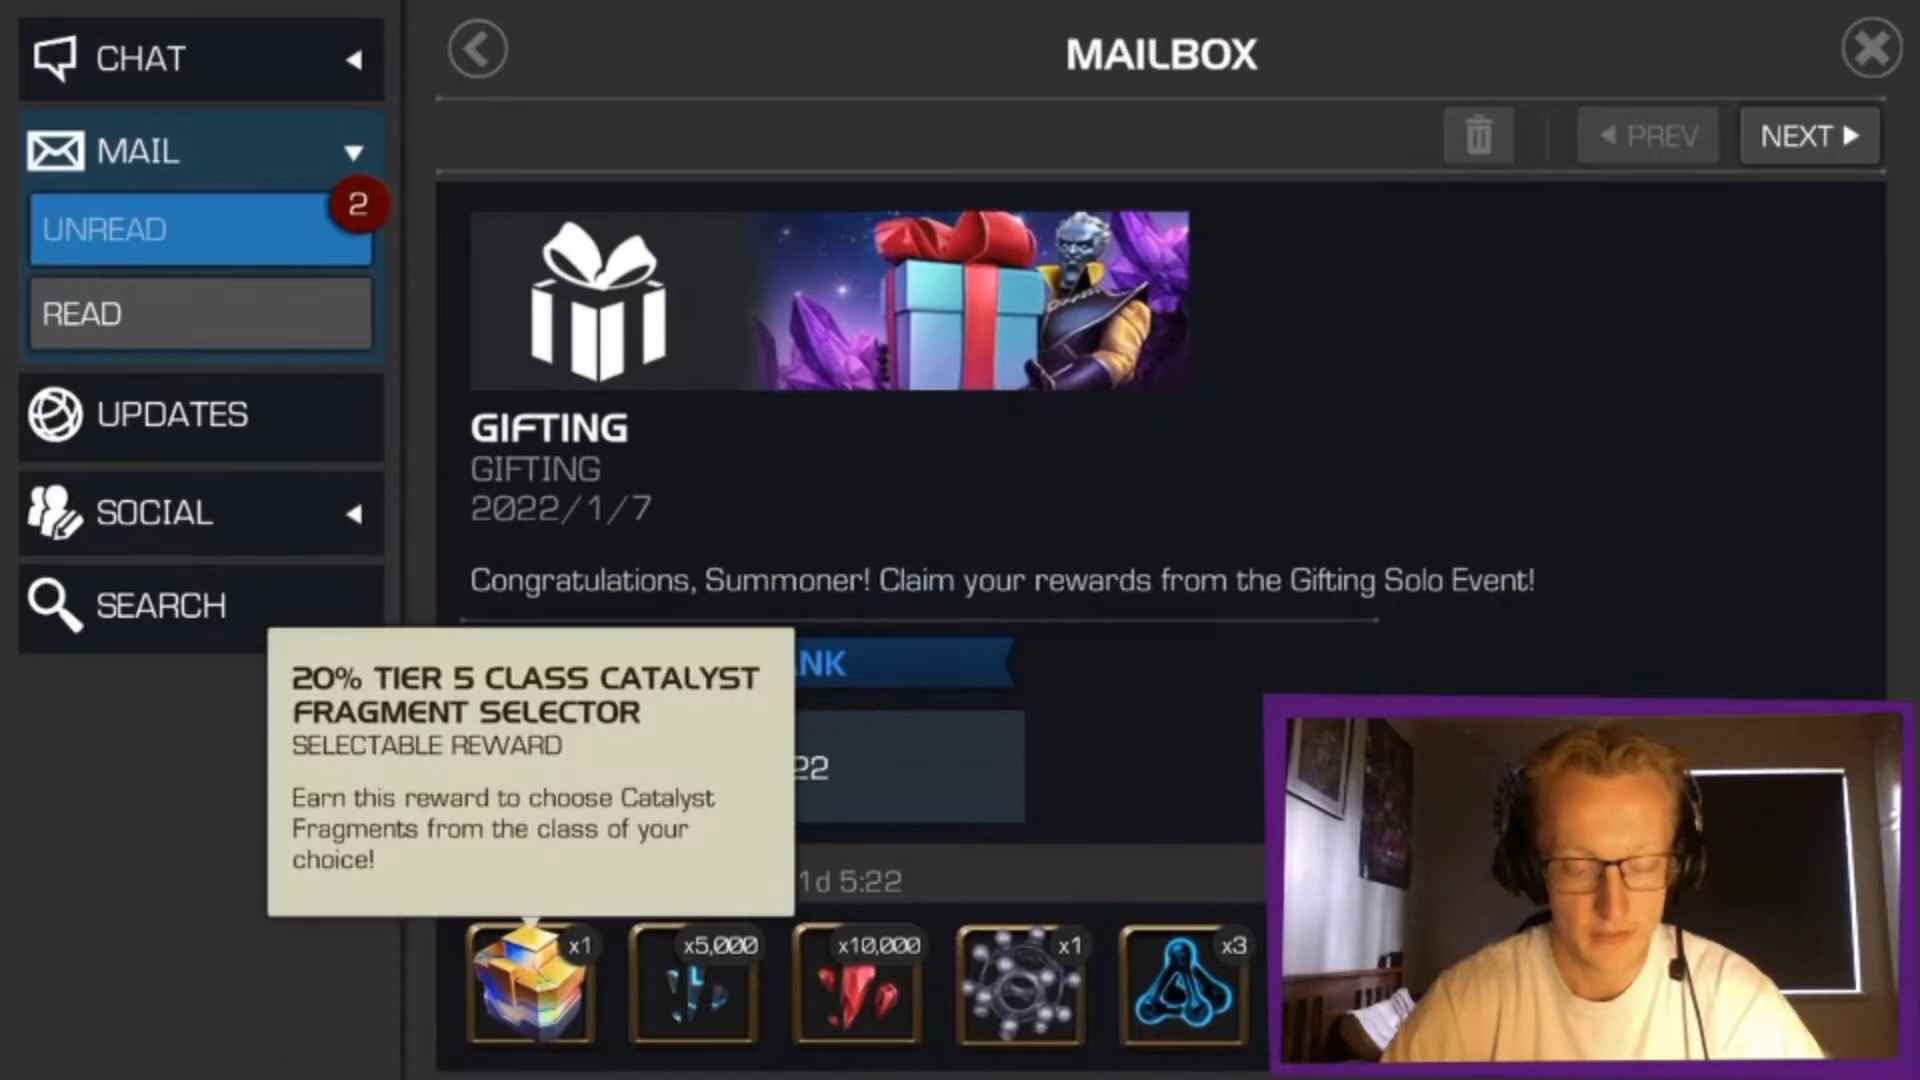 CHAT
MAIL
2
UNREAD
READ
UPDATES
SOCIAL
SEARCH
MAILBOX
PREV
NEXT
GIFTING
GIFTING
2022/1/7
Congratulations, Summoner! Claim your rewards from the Gifting Solo Event!
20% TIER 5 CLASS CATALYST
FRAGMENT SELECTOR
SELECTABLE REWARD
Earn this reward to choose Catalyst
Fragments from the class of your
choice!
1d 5:22
x1
x5,000
x10,000
x1
x3